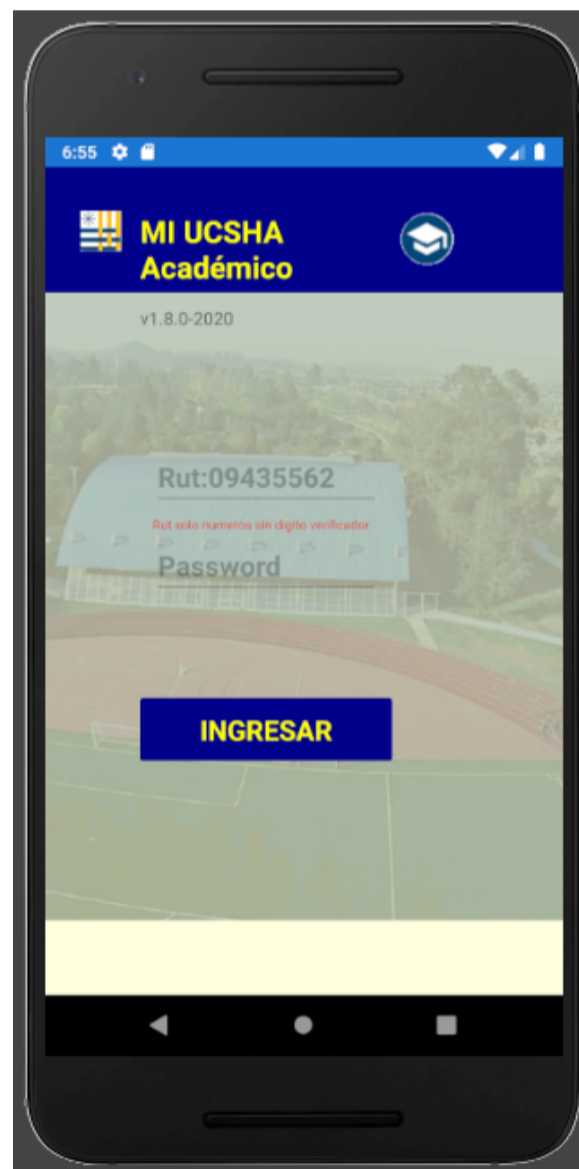 6:55
MI UCSHA
Académico
v1.8.0-2020
Rut:09435562
Rut solo numeros sin digito verificador
Password
INGRESAR